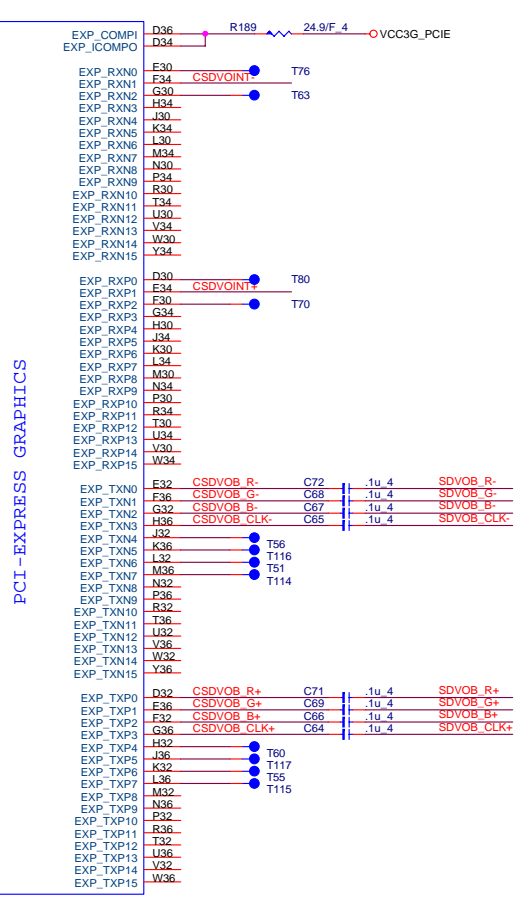 EXP_COMPI D36 R189 24.9/F_4 VCC3G_PCIE
EXP_ICOMPO D34
EXP_RXN0 E30 T76
EXP_RXN1 F34 CSDVOINT-
EXP_RXN2 G30 T63
EXP_RXN3 H34
EXP_RXN4 J30
EXP_RXN5 K34
EXP_RXN6 L30
EXP_RXN7 M34
EXP_RXN8 N30
EXP_RXN9 P34
EXP_RXN10 R30
EXP_RXN11 T34
EXP_RXN12 U30
EXP_RXN13 V34
EXP_RXN14 W30
EXP_RXN15 Y34
EXP_RXP0 D30 T80
EXP_RXP1 E34 CSDVOINT+
EXP_RXP2 F30 T70
EXP_RXP3 G34
EXP_RXP4 H30
EXP_RXP5 J34
EXP_RXP6 K30
EXP_RXP7 L34
EXP_RXP8 M30
EXP_RXP9 N34
EXP_RXP10 P30
EXP_RXP11 R34
EXP_RXP12 T30
EXP_RXP13 U34
EXP_RXP14 V30
EXP_RXP15 W34
PCI-EXPRESS GRAPHICS
EXP_TXN0 E32 CSDVOB_R- C72 .1u_4 SDVOB_R-
EXP_TXN1 F36 CSDVOB_G- C68 .1u_4 SDVOB_G-
EXP_TXN2 G32 CSDVOB_B- C67 .1u_4 SDVOB_B-
EXP_TXN3 H36 CSDVOB_CLK- C65 .1u_4 SDVOB_CLK-
EXP_TXN4 J32 T56
EXP_TXN5 K36 T116
EXP_TXN6 L32 T51
EXP_TXN7 M36 T114
EXP_TXN8 N32
EXP_TXN9 P36
EXP_TXN10 R32
EXP_TXN11 T36
EXP_TXN12 U32
EXP_TXN13 V36
EXP_TXN14 W32
EXP_TXN15 Y36
EXP_TXP0 D32 CSDVOB_R+ C71 .1u_4 SDVOB_R+
EXP_TXP1 E36 CSDVOB_G+ C69 .1u_4 SDVOB_G+
EXP_TXP2 F32 CSDVOB_B+ C66 .1u_4 SDVOB_B+
EXP_TXP3 G36 CSDVOB_CLK+ C64 .1u_4 SDVOB_CLK+
EXP_TXP4 H32 T60
EXP_TXP5 J36 T117
EXP_TXP6 K32 T55
EXP_TXP7 L36 T115
EXP_TXP8 M32
EXP_TXP9 N36
EXP_TXP10 P32
EXP_TXP11 R36
EXP_TXP12 T32
EXP_TXP13 U36
EXP_TXP14 V32
EXP_TXP15 W36